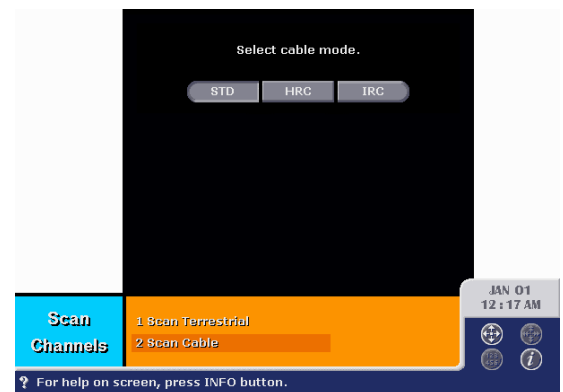 Select cable mode.
STD HRC IRC
JAN 01
12:17 AM
Scan
Channels
1 Scan Terrestrial
2 Scan Cable
i
? For help on screen, press INFO button.